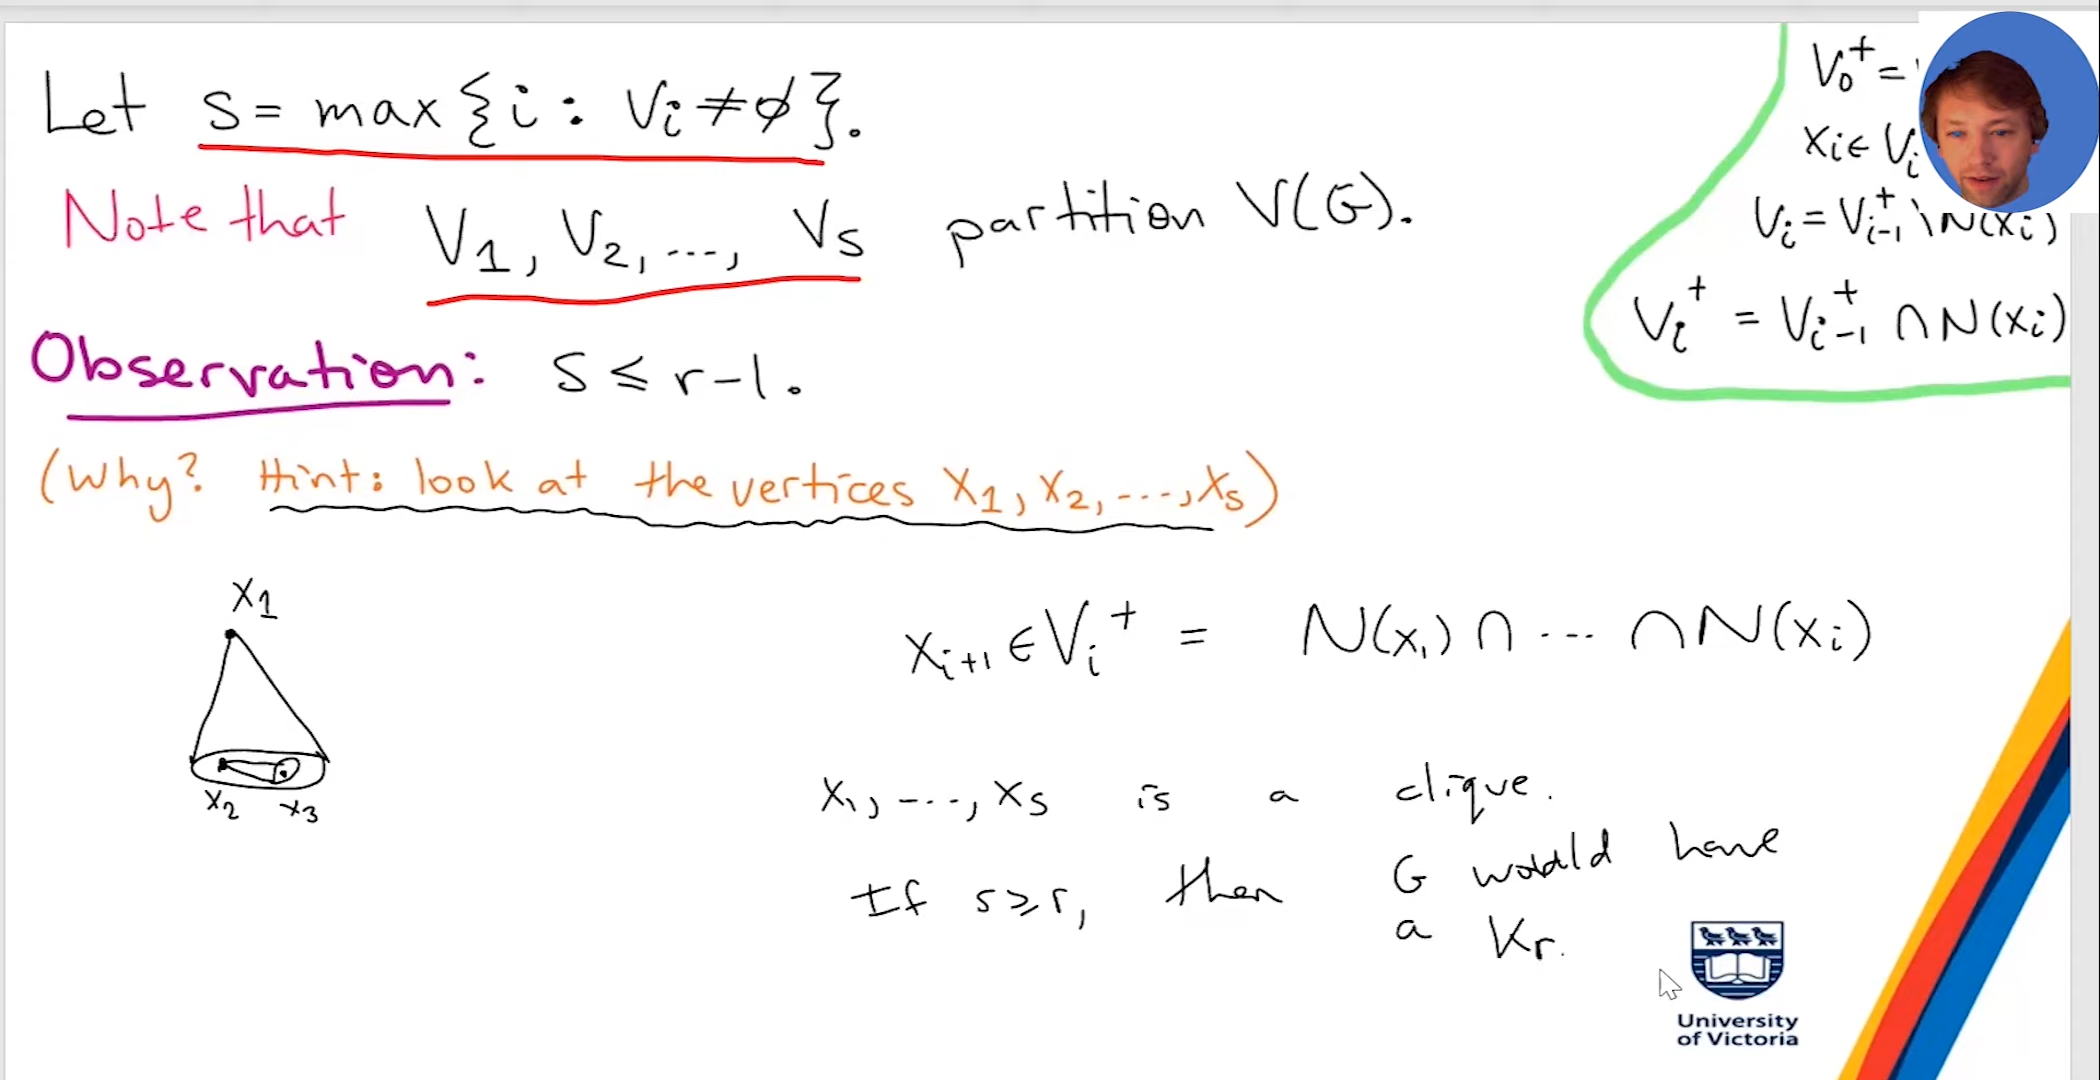 Let s = max{i : Vi ≠ ∅}.
Note that V1, V2, ..., Vs partition V(G).
Observation: s ≤ r-1.
(Why? Hint: look at the vertices x1, x2, ..., xs)
V0+ =
xi ∈ Vi
Vi = Vi-1+ \ N(xi)
Vi+ = Vi-1+ ∩ N(xi)
x1
x2 x3
xi+1 ∈ Vi+ = N(x1) ∩ ... ∩ N(xi)
x1, ..., xs is a clique.
If s ≥ r, then G would have
a Kr.
University
of Victoria